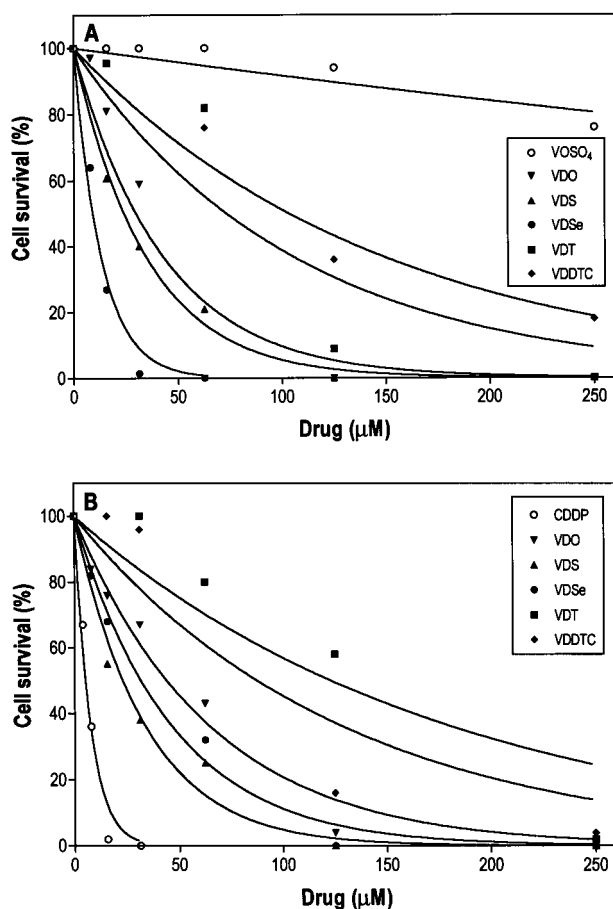 A
Cell survival (%)
100
80
60
40
20
0
VOSO₄
VDO
VDS
VDSe
VDT
VDDTC
0
50
100
150
200
250
Drug (μM)
B
Cell survival (%)
100
80
60
40
20
0
CDDP
VDO
VDS
VDSe
VDT
VDDTC
0
50
100
150
200
250
Drug (μM)